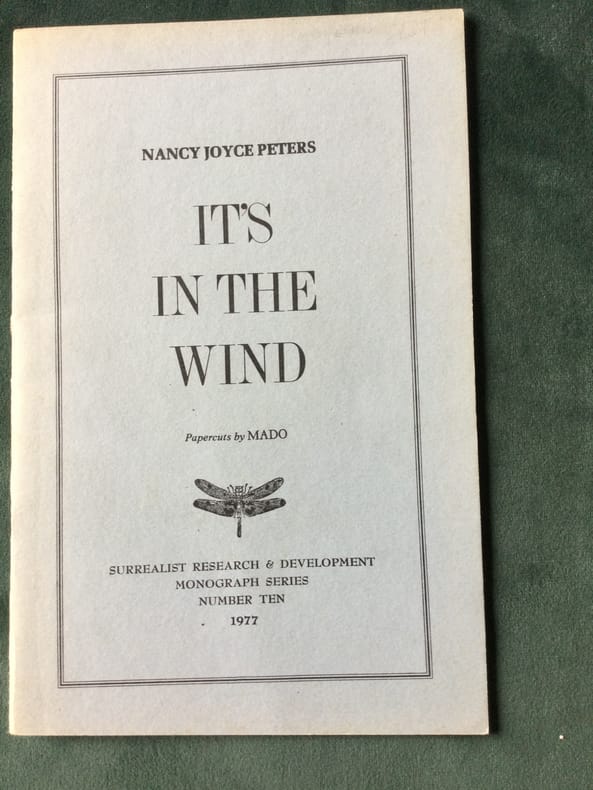 NANCY JOYCE PETERS
IT'S
IN THE
WIND
Papercuts by MADO
SURREALIST RESEARCH & DEVELOPMENT
MONOGRAPH SERIES
NUMBER TEN
1977